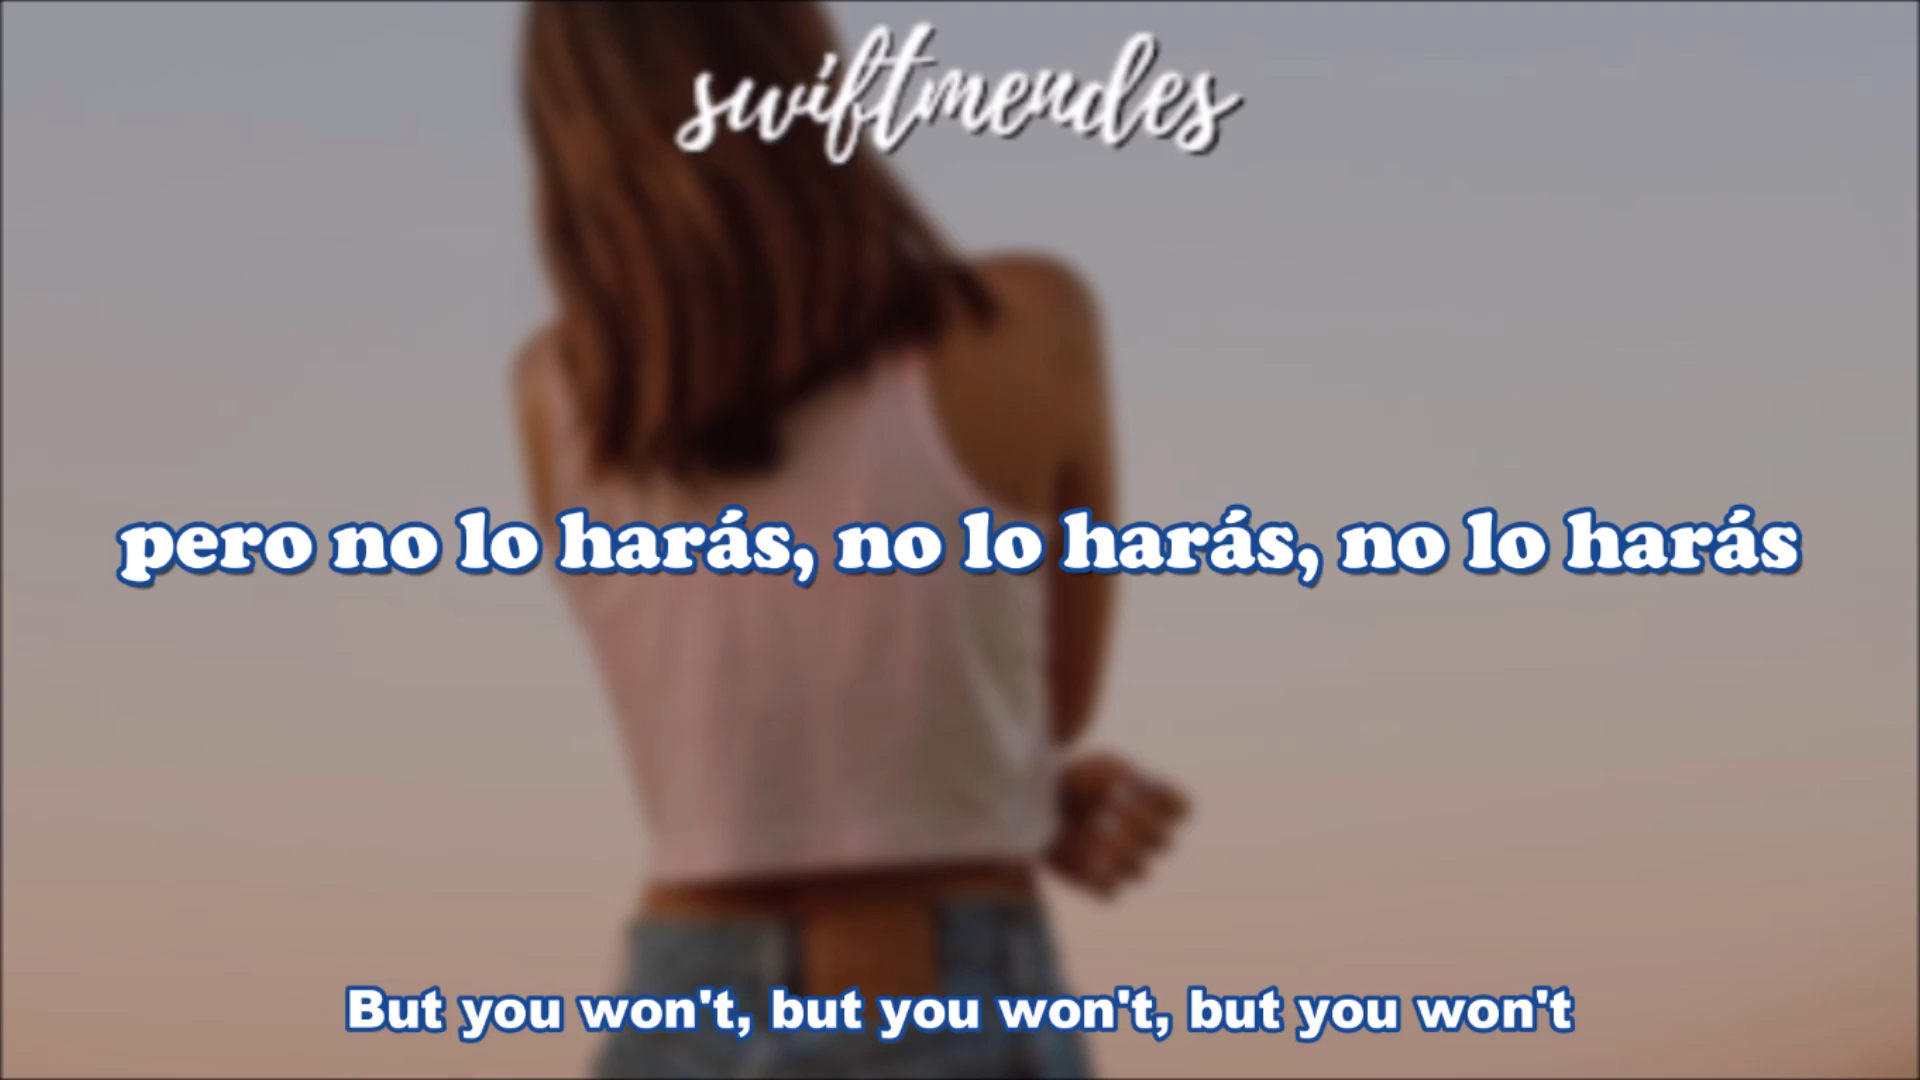 swiftmendes
pero no lo harás, no lo harás, no lo harás
But you won't, but you won't, but you won't